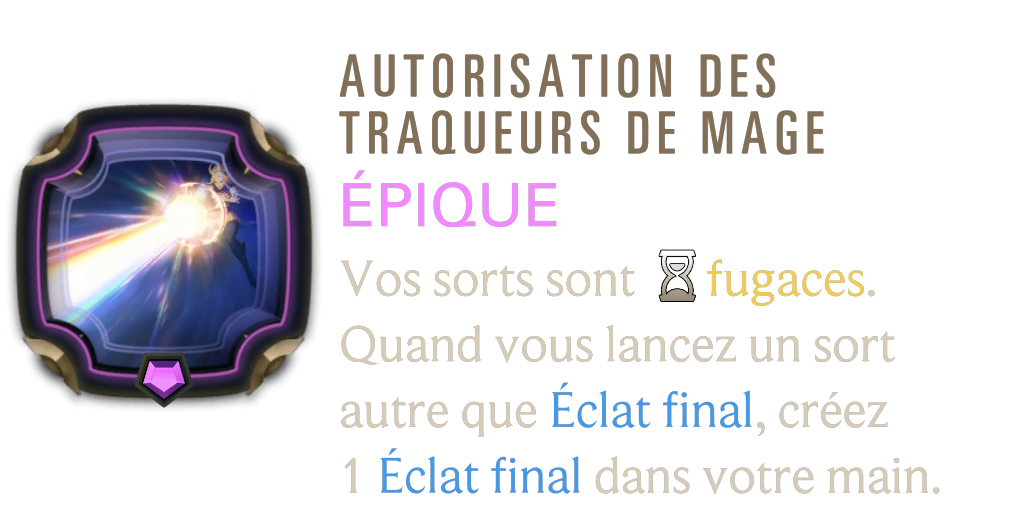 AUTORISATION DES
TRAQUEURS DE MAGE
ÉPIQUE
Vos sorts sont fugaces.
Quand vous lancez un sort
autre que Éclat final, créez
1 Éclat final dans votre main.